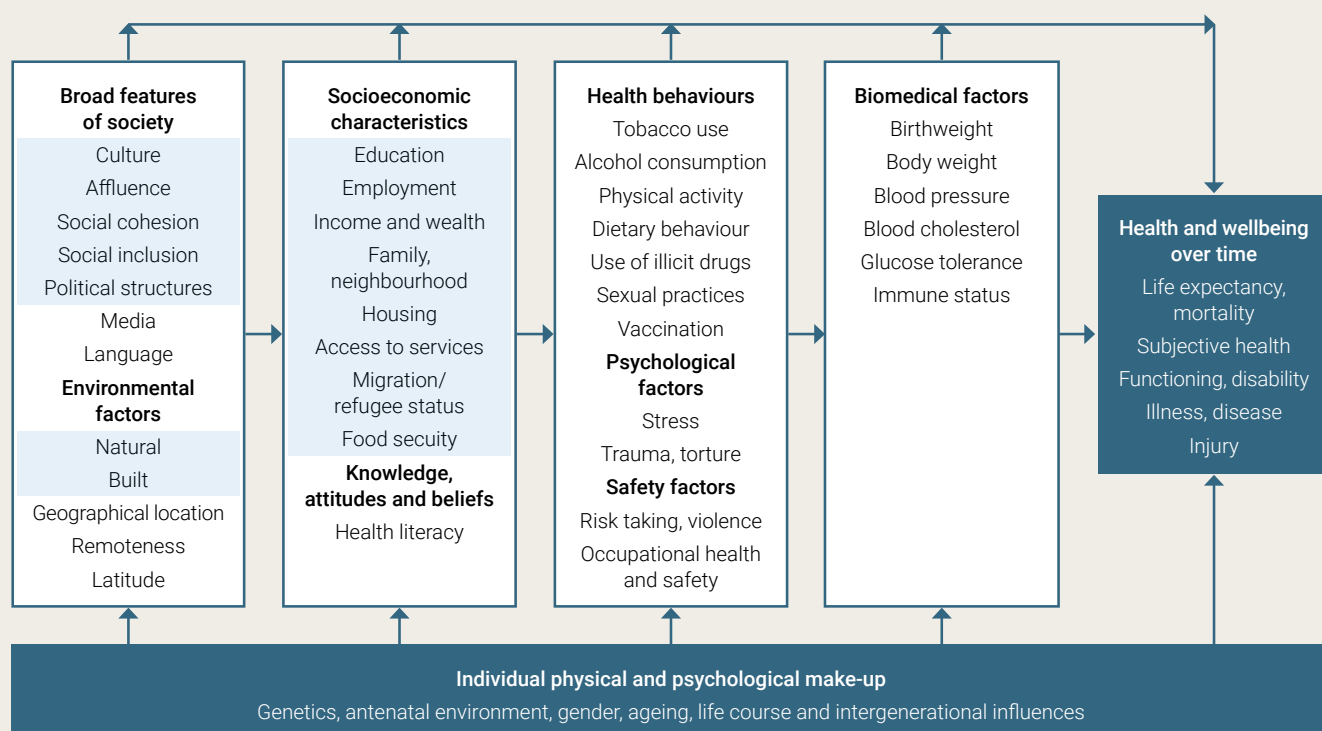 Broad features
of society
Culture
Affluence
Social cohesion
Social inclusion
Political structures
Media
Language
Environmental
factors
Natural
Built
Geographical location
Remoteness
Latitude
Socioeconomic
characteristics
Education
Employment
Income and wealth
Family,
neighbourhood
Housing
Access to services
Migration/
refugee status
Food secuity
Knowledge,
attitudes and beliefs
Health literacy
Health behaviours
Tobacco use
Alcohol consumption
Physical activity
Dietary behaviour
Use of illicit drugs
Sexual practices
Vaccination
Psychological
factors
Stress
Trauma, torture
Safety factors
Risk taking, violence
Occupational health
and safety
Biomedical factors
Birthweight
Body weight
Blood pressure
Blood cholesterol
Glucose tolerance
Immune status
Health and wellbeing
over time
Life expectancy,
mortality
Subjective health
Functioning, disability
Illness, disease
Injury
Individual physical and psychological make-up
Genetics, antenatal environment, gender, ageing, life course and intergenerational influences